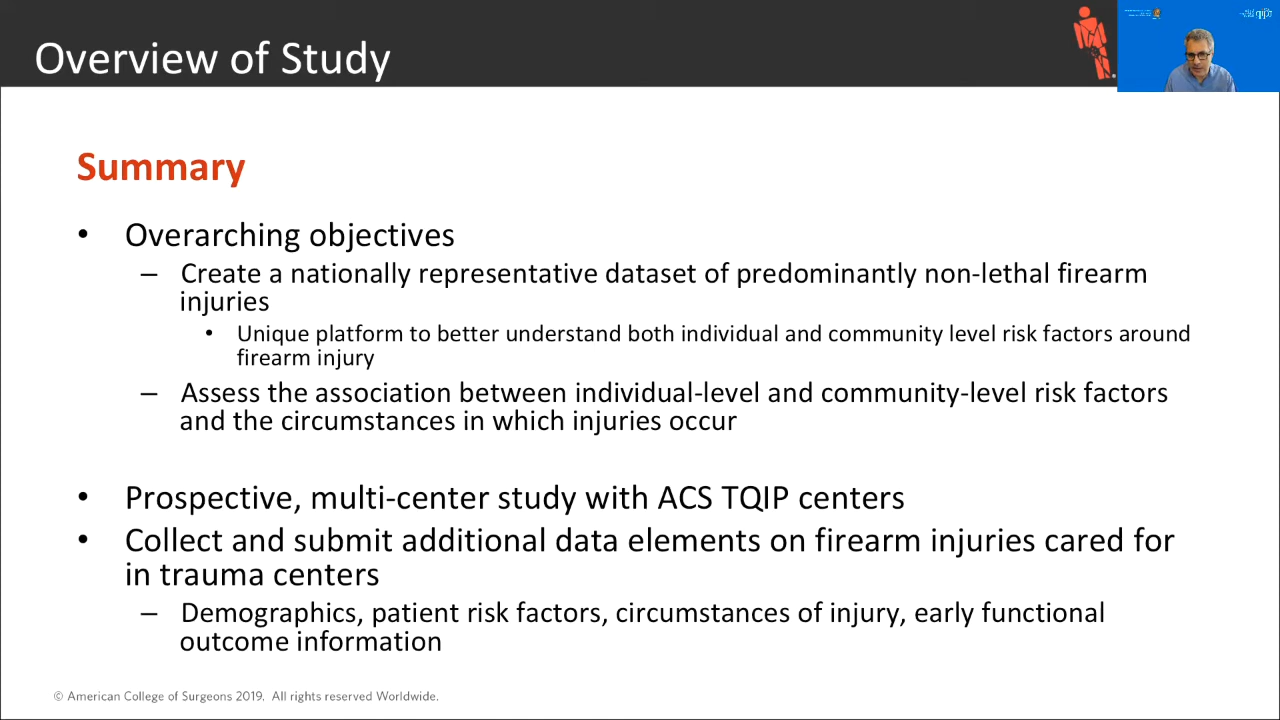 Overview of Study
Summary
• Overarching objectives
– Create a nationally representative dataset of predominantly non-lethal firearm
injuries
• Unique platform to better understand both individual and community level risk factors around
firearm injury
– Assess the association between individual-level and community-level risk factors
and the circumstances in which injuries occur
• Prospective, multi-center study with ACS TQIP centers
• Collect and submit additional data elements on firearm injuries cared for
in trauma centers
– Demographics, patient risk factors, circumstances of injury, early functional
outcome information
© American College of Surgeons 2019. All rights reserved Worldwide.